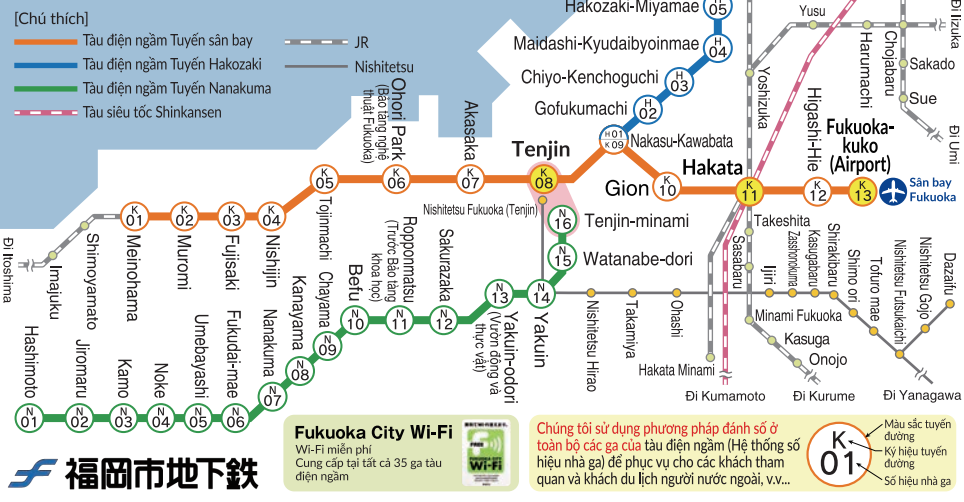 [Chú thích]
Tàu điện ngầm Tuyến sân bay
Tàu điện ngầm Tuyến Hakozaki
Tàu điện ngầm Tuyến Nanakuma
Tàu siêu tốc Shinkansen
JR
Nishitetsu
Hakozaki-Miyamae
H 05
Maidashi-Kyudaibyoinmae
H 04
Chiyo-Kenchoguchi
H 03
Gofukumachi
H 02
H 01
K 09
Nakasu-Kawabata
Yusu
Đi Iizuka
Yoshizuka
Harumachi
Chojabaru
Sakado
Sue
Đi Umi
Higashi-Hie
Fukuoka-
kuko
(Airport)
Sân bay
Fukuoka
Hakata
Gion
K 10
K 11
K 12
K 13
Tenjin
K 08
Akasaka
K 07
Ohori Park
(Bảo tàng nghệ
thuật Fukuoka)
K 06
K 05
Tojinmachi
K 04
Nishijin
K 03
Fujisaki
K 02
Muromi
K 01
Meinohama
Shimoyamato
Imajuku
Đi Itoshima
Nishitetsu Fukuoka (Tenjin)
N 16
Tenjin-minami
N 15
Watanabe-dori
N 14
Yakuin
N 13
Yakuin-odori
(Vườn động và
thực vật)
N 12
Sakurazaka
N 11
Ropponmatsu
(Trước Bảo tàng
khoa học)
N 10
Befu
N 09
Chayama
N 08
Kanayama
N 07
Nanakuma
N 06
Fukudai-mae
N 05
Umebayashi
N 04
Noke
N 03
Kamo
N 02
Jiromaru
N 01
Hashimoto
Takeshita
Sasabaru
Minami Fukuoka
Kasuga
Onojo
Hakata Minami
Đi Kumamoto
Đi Kurume
Đi Yanagawa
Nishitetsu Hirao
Takamiya
Ohashi
Ijiri
Zasshonokuma
Kasugabaru
Shirakibaru
Shimo ori
Tofuro mae
Nishitetsu Futsukaichi
Nishitetsu Gojo
Dazaifu
福岡市地下鉄
Fukuoka City Wi-Fi
Wi-Fi miễn phí
Cung cấp tại tất cả 35 ga tàu
điện ngầm
FREE
FUKUOKA CITY
Wi-Fi
Chúng tôi sử dụng phương pháp đánh số ở
toàn bộ các ga của tàu điện ngầm (Hệ thống số
hiệu nhà ga) để phục vụ cho các khách tham
quan và khách du lịch người nước ngoài, v.v...
K
01
Màu sắc tuyến
đường
Ký hiệu tuyến
đường
Số hiệu nhà ga